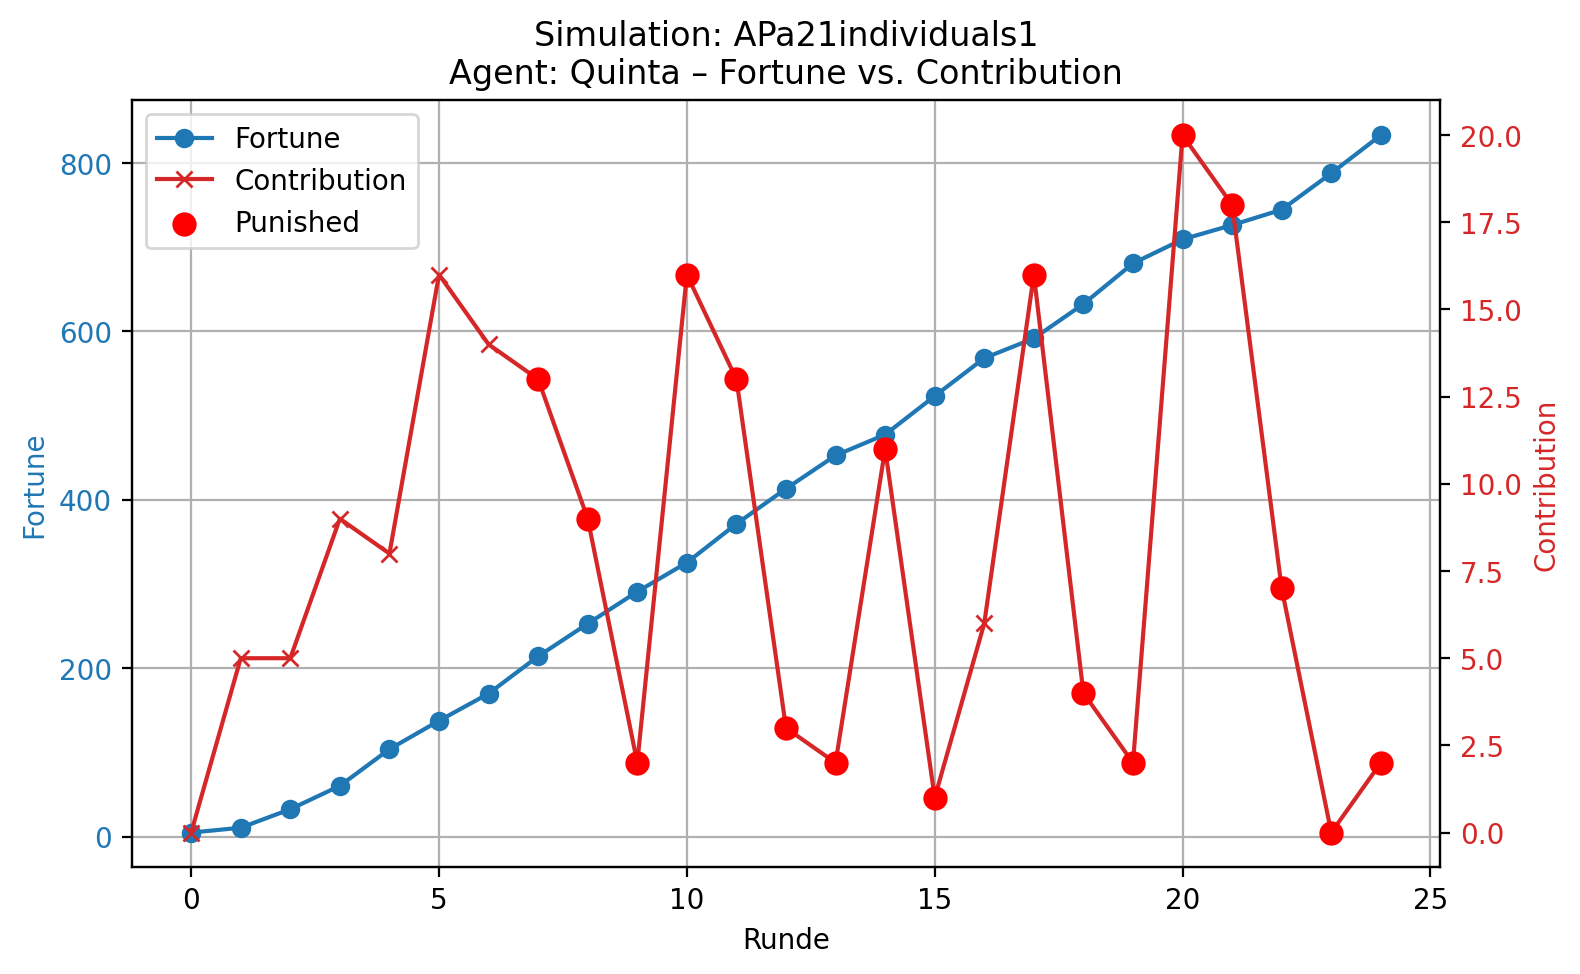 Simulation: APa21individuals1
Agent: Quinta – Fortune vs. Contribution
Fortune
Contribution
Punished
800
600
400
200
0
Fortune
20.0
17.5
15.0
12.5
10.0
7.5
5.0
2.5
0.0
Contribution
0
5
10
15
20
25
Runde